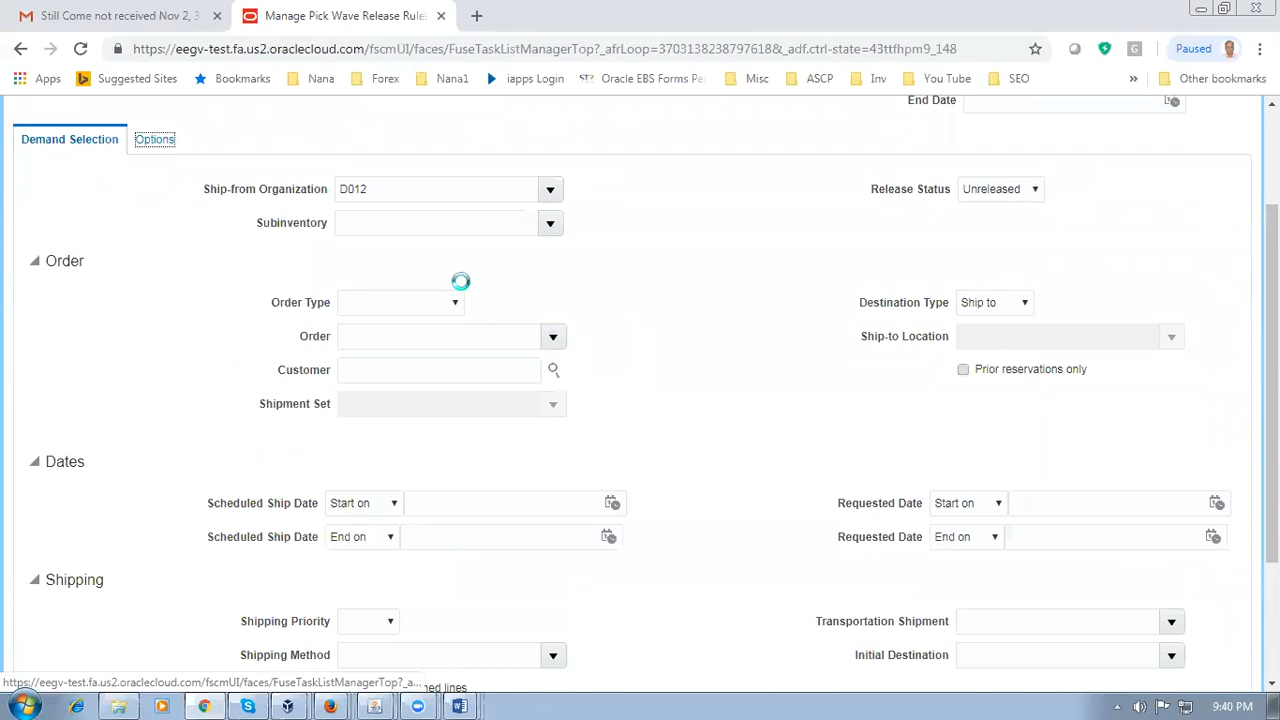 Still Come not received Nov 2, 3
Manage Pick Wave Release Rule
https://eegv-test.fa.us2.oraclecloud.com/fscmUI/faces/FuseTaskListManagerTop?_afrLoop=37031382387976188&_adf.ctrl-state=43ttfhpm9_148
G
Paused
Apps
Suggested Sites
Bookmarks
Nana
Forex
Nana1
iapps Login
ST2
Oracle EBS Forms Pe
Misc
ASCP
Inv
You Tube
SEO
»
Other bookmarks
End Date
Demand Selection
Options
Ship-from Organization
D012
Release Status
Unreleased
Subinventory
Order
Order Type
Destination Type
Ship to
Order
Ship-to Location
Customer
Prior reservations only
Shipment Set
Dates
Scheduled Ship Date
Start on
Requested Date
Start on
Scheduled Ship Date
End on
Requested Date
End on
Shipping
Shipping Priority
Transportation Shipment
Shipping Method
Initial Destination
https://eegv-test.fa.us2.oraclecloud.com/fscmUI/faces/FuseTaskListManagerTop?_a...
ned lines
9:40 PM